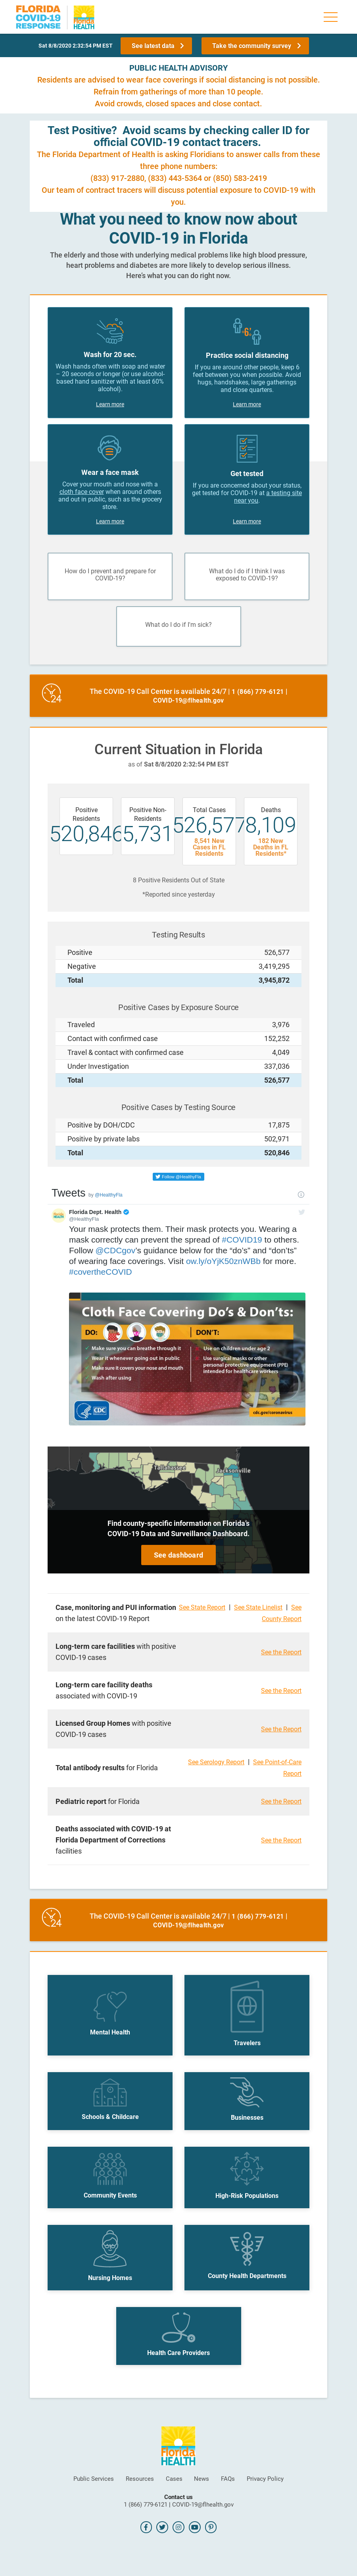 FLORIDA
COVID-19
RESPONSE
Florida
HEALTH
Sat 8/8/2020 2:32:54 PM EST
See latest data
Take the community survey
PUBLIC HEALTH ADVISORY
Residents are advised to wear face coverings if social distancing is not possible.
Refrain from gatherings of more than 10 people.
Avoid crowds, closed spaces and close contact.
Test Positive?  Avoid scams by checking caller ID for
official COVID-19 contact tracers.
The Florida Department of Health is asking Floridians to answer calls from these
three phone numbers:
(833) 917-2880, (833) 443-5364 or (850) 583-2419
Our team of contract tracers will discuss potential exposure to COVID-19 with
you.
What you need to know now about
COVID-19 in Florida
The elderly and those with underlying medical problems like high blood pressure,
heart problems and diabetes are more likely to develop serious illness.
Here's what you can do right now.
Wash for 20 sec.
Wash hands often with soap and water
– 20 seconds or longer (or use alcohol-
based hand sanitizer with at least 60%
alcohol).
Learn more
6'
Practice social distancing
If you are around other people, keep 6
feet between you when possible. Avoid
hugs, handshakes, large gatherings
and close quarters.
Learn more
Wear a face mask
Cover your mouth and nose with a
cloth face cover when around others
and out in public, such as the grocery
store.
Learn more
Get tested
If you are concerned about your status,
get tested for COVID-19 at a testing site
near you.
Learn more
How do I prevent and prepare for
COVID-19?
What do I do if I think I was
exposed to COVID-19?
What do I do if I'm sick?
24
The COVID-19 Call Center is available 24/7 | 1 (866) 779-6121 |
COVID-19@flhealth.gov
Current Situation in Florida
as of Sat 8/8/2020 2:32:54 PM EST
Positive
Residents
520,846
Positive Non-
Residents
5,731
Total Cases
526,577
8,541 New
Cases in FL
Residents
Deaths
8,109
182 New
Deaths in FL
Residents*
8 Positive Residents Out of State
*Reported since yesterday
Testing Results
Positive 526,577
Negative 3,419,295
Total 3,945,872
Positive Cases by Exposure Source
Traveled 3,976
Contact with confirmed case 152,252
Travel & contact with confirmed case 4,049
Under Investigation 337,036
Total 526,577
Positive Cases by Testing Source
Positive by DOH/CDC 17,875
Positive by private labs 502,971
Total 520,846
Follow @HealthyFla
Tweets by @HealthyFla
Florida Dept. Health
@HealthyFla
Your mask protects them. Their mask protects you. Wearing a
mask correctly can prevent the spread of #COVID19 to others.
Follow @CDCgov's guidance below for the "do's" and "don'ts"
of wearing face coverings. Visit ow.ly/oYjK50znWBb for more.
#covertheCOVID
Cloth Face Covering Do's & Don'ts:
DO:
Make sure you can breathe through it
Wear it whenever going out in public
Make sure it covers your nose and mouth
Wash after using
DON'T:
Use on children under age 2
Use surgical masks or other
personal protective equipment (PPE)
intended for healthcare workers
CDC
cdc.gov/coronavirus
Tallahassee
Jacksonville
Find county-specific information on Florida's
COVID-19 Data and Surveillance Dashboard.
See dashboard
Case, monitoring and PUI information
on the latest COVID-19 Report
See State Report | See State Linelist | See
County Report
Long-term care facilities with positive
COVID-19 cases
See the Report
Long-term care facility deaths
associated with COVID-19
See the Report
Licensed Group Homes with positive
COVID-19 cases
See the Report
Total antibody results for Florida
See Serology Report | See Point-of-Care
Report
Pediatric report for Florida
See the Report
Deaths associated with COVID-19 at
Florida Department of Corrections
facilities
See the Report
24
The COVID-19 Call Center is available 24/7 | 1 (866) 779-6121 |
COVID-19@flhealth.gov
Mental Health
Travelers
Schools & Childcare
Businesses
Community Events
High-Risk Populations
Nursing Homes
County Health Departments
Health Care Providers
Florida
HEALTH
Public Services
Resources
Cases
News
FAQs
Privacy Policy
Contact us
1 (866) 779-6121 | COVID-19@flhealth.gov